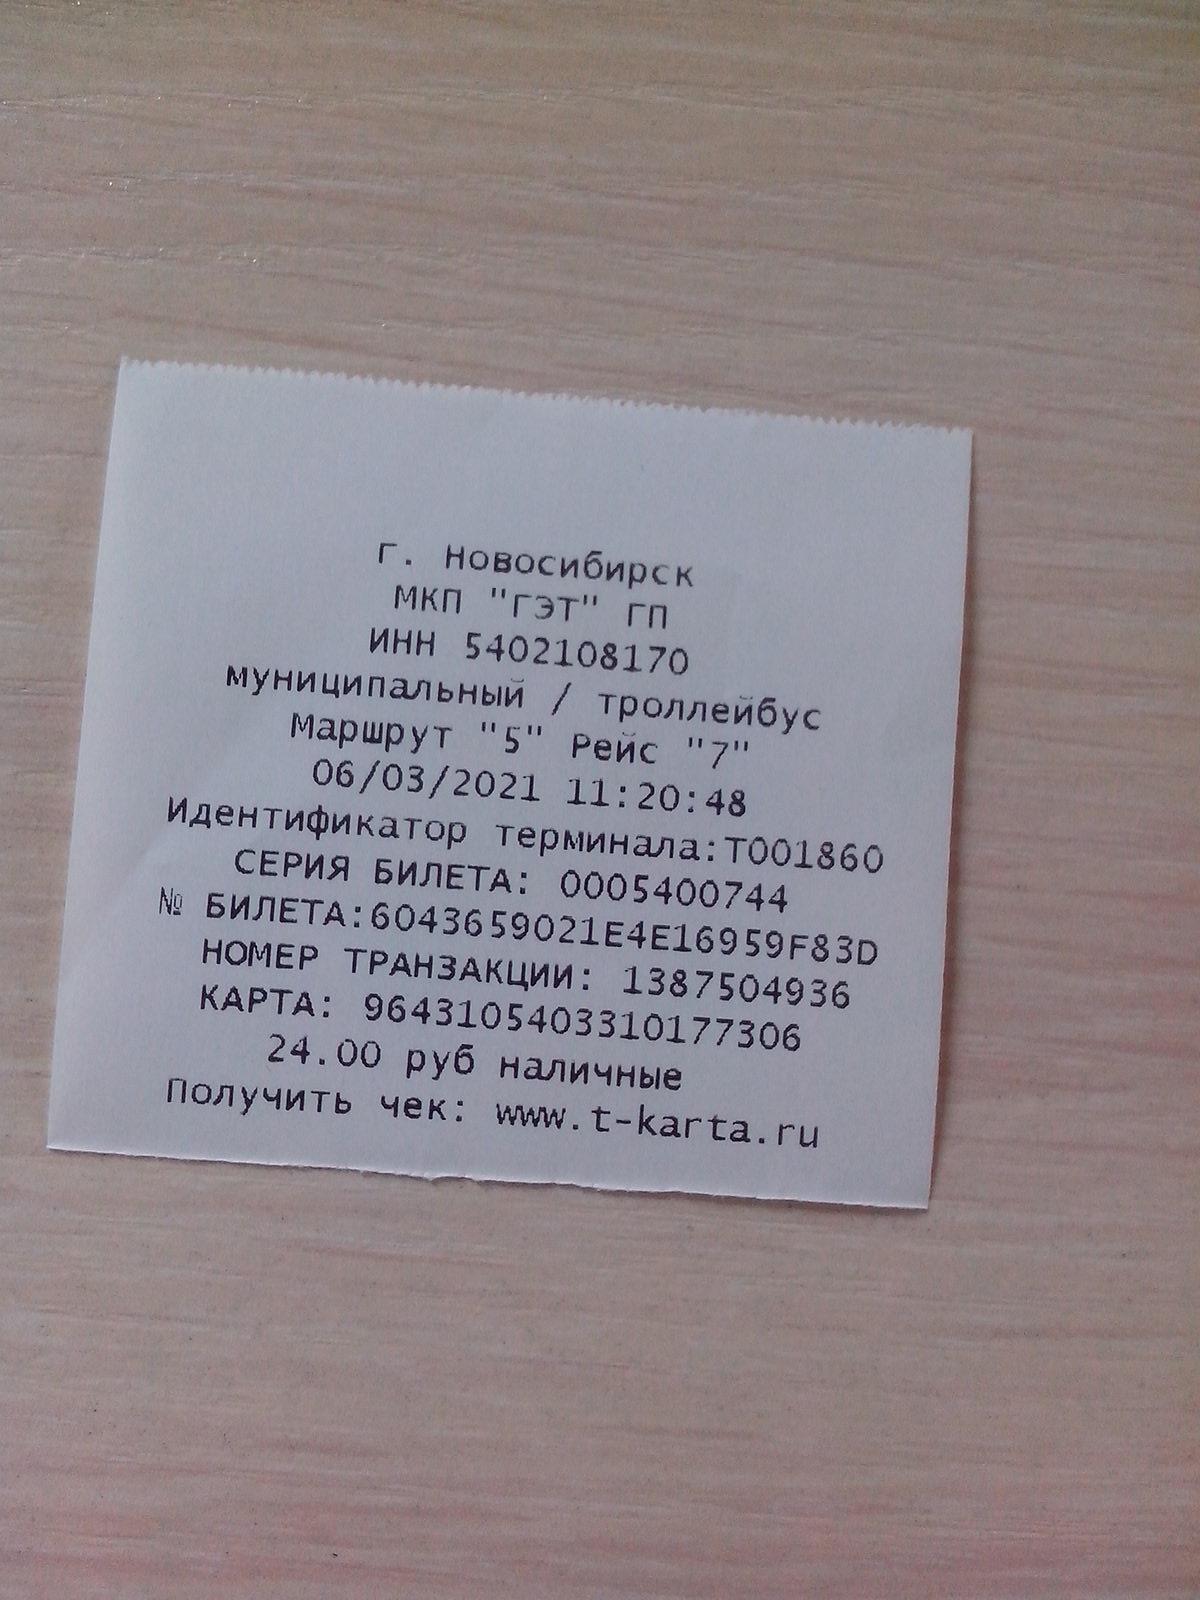 г. Новосибирск
МКП "ГЭТ" ГП
ИНН 5402108170
муниципальный / троллейбус
Маршрут "5" Рейс "7"
06/03/2021 11:20:48
Идентификатор терминала:T001860
СЕРИЯ БИЛЕТА: 0005400744
№ БИЛЕТА:6043659021E4E16959F83D
НОМЕР ТРАНЗАКЦИИ: 1387504936
КАРТА: 9643105403310177306
24.00 руб наличные
Получить чек: www.t-karta.ru